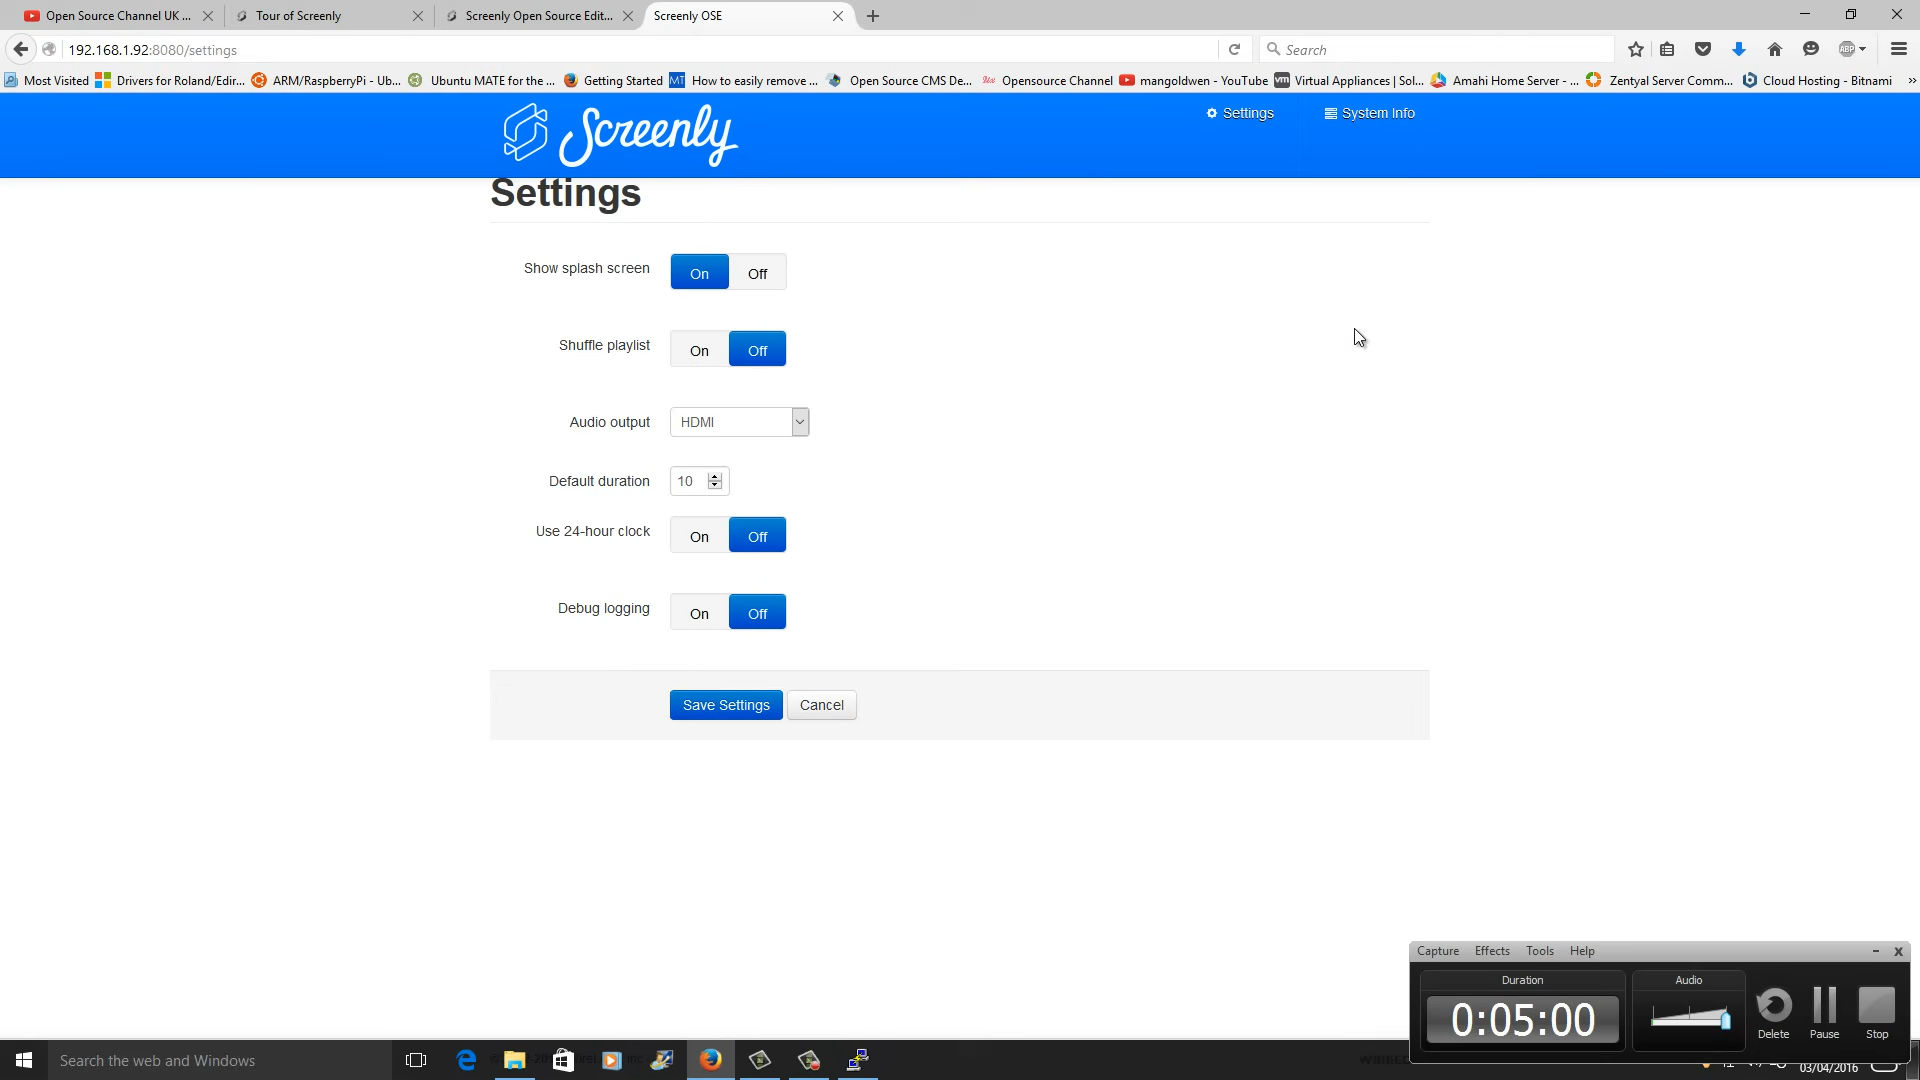 Open Source Channel UK ...
Tour of Screenly
Screenly Open Source Edit...
Screenly OSE
192.168.1.92:8080/settings
Search
Most Visited
Drivers for Roland/Edir...
ARM/RaspberryPi - Ub...
Ubuntu MATE for the ...
Getting Started
MT
How to easily remove ...
Open Source CMS De...
Opensource Channel
mangoldwen - YouTube
vm
Virtual Appliances | Sol...
Amahi Home Server - ...
Zentyal Server Comm...
Cloud Hosting - Bitnami
ABP
Screenly
Settings
System Info
Settings
Show splash screen On Off
Shuffle playlist On Off
Audio output HDMI
Default duration 10
Use 24-hour clock On Off
Debug logging On Off
Save Settings Cancel
Capture Effects Tools Help
Duration Audio
0:05:00
Delete Pause Stop
Search the web and Windows
03/04/2016